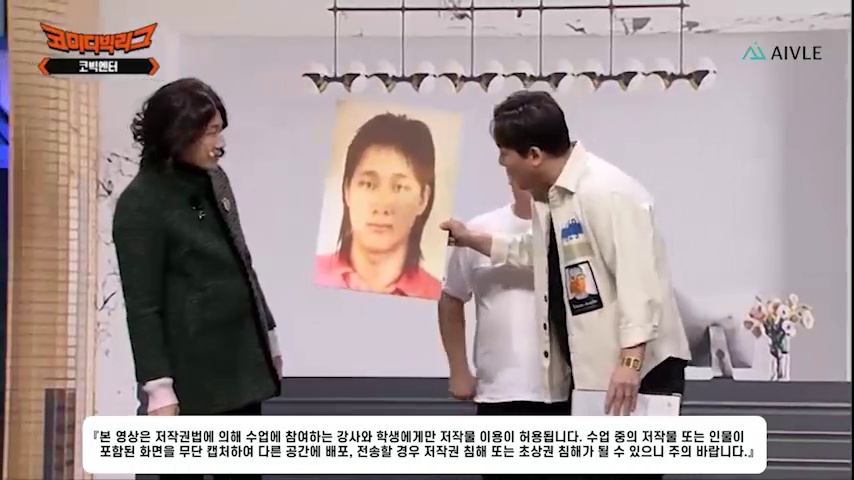 코미디빅리그
코빅엔터
AIVLE
『본 영상은 저작권법에 의해 수업에 참여하는 강사와 학생에게만 저작물 이용이 허용됩니다. 수업 중의 저작물 또는 인물이
포함된 화면을 무단 캡처하여 다른 공간에 배포, 전송할 경우 저작권 침해 또는 초상권 침해가 될 수 있으니 주의 바랍니다.』